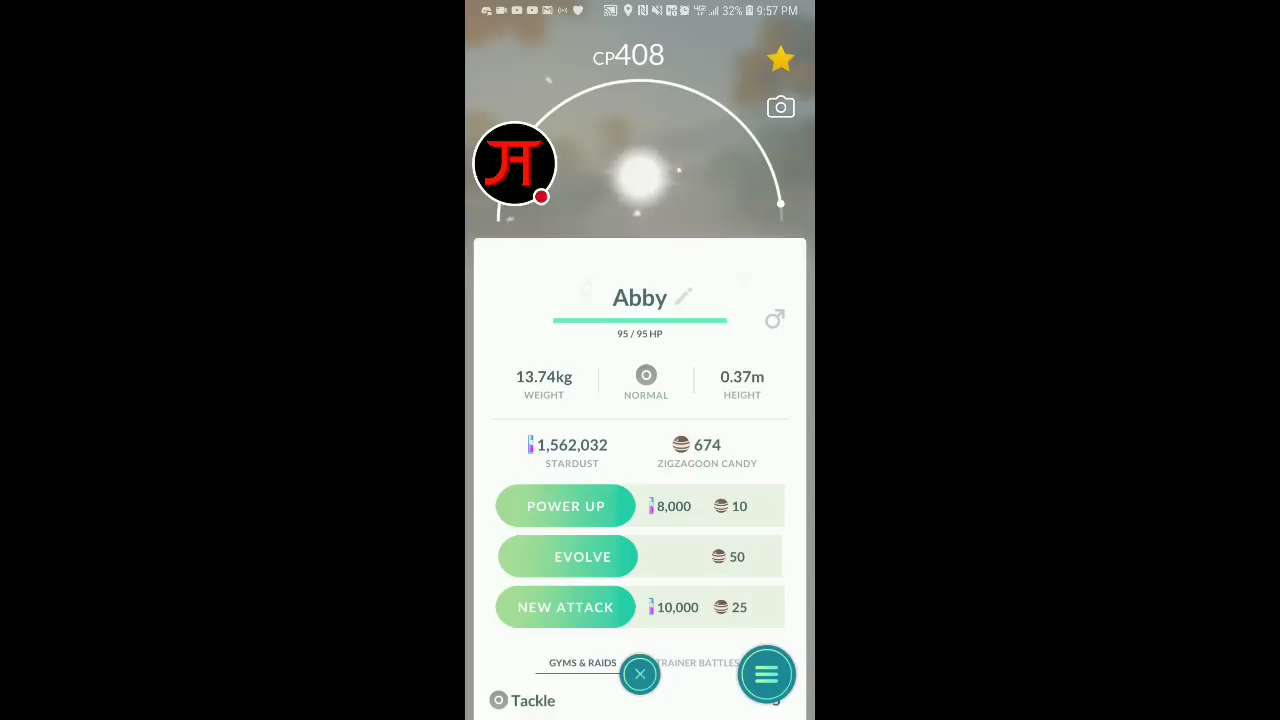 32% 9:57 PM
CP408
Abby
95 / 95 HP
13.74kg
WEIGHT
NORMAL
0.37m
HEIGHT
1,562,032
STARDUST
674
ZIGZAGOON CANDY
POWER UP 8,000 10
EVOLVE 50
NEW ATTACK 10,000 25
GYMS & RAIDS TRAINER BATTLES
Tackle